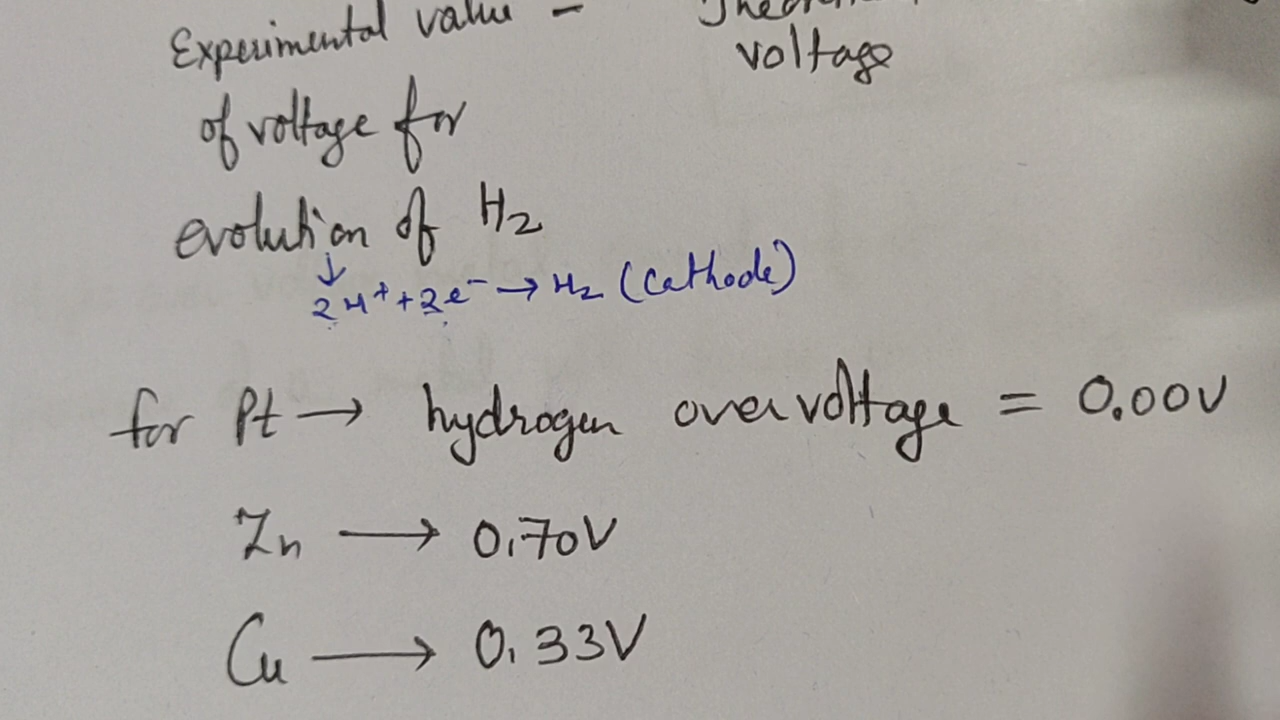 Experimental value -
voltage
of voltage for
evolution of H₂
↓
2H⁺ + 2e⁻ → H₂ (Cathode)
for Pt → hydrogen overvoltage = 0.00V
Zn → 0.70V
Cu → 0.33V